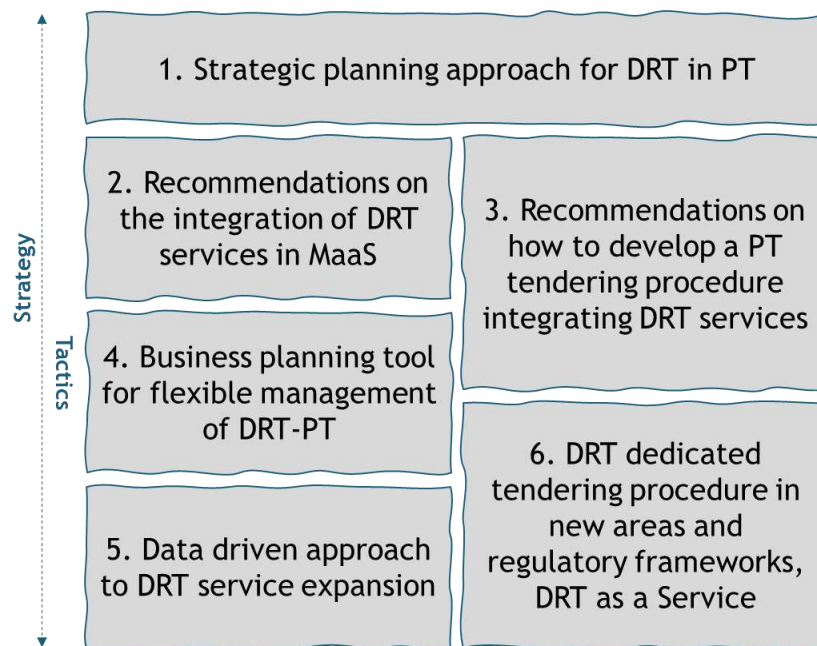 1. Strategic planning approach for DRT in PT
2. Recommendations on
the integration of DRT
services in MaaS
3. Recommendations on
how to develop a PT
tendering procedure
integrating DRT services
Strategy
Tactics
4. Business planning tool
for flexible management
of DRT-PT
5. Data driven approach
to DRT service expansion
6. DRT dedicated
tendering procedure in
new areas and
regulatory frameworks,
DRT as a Service